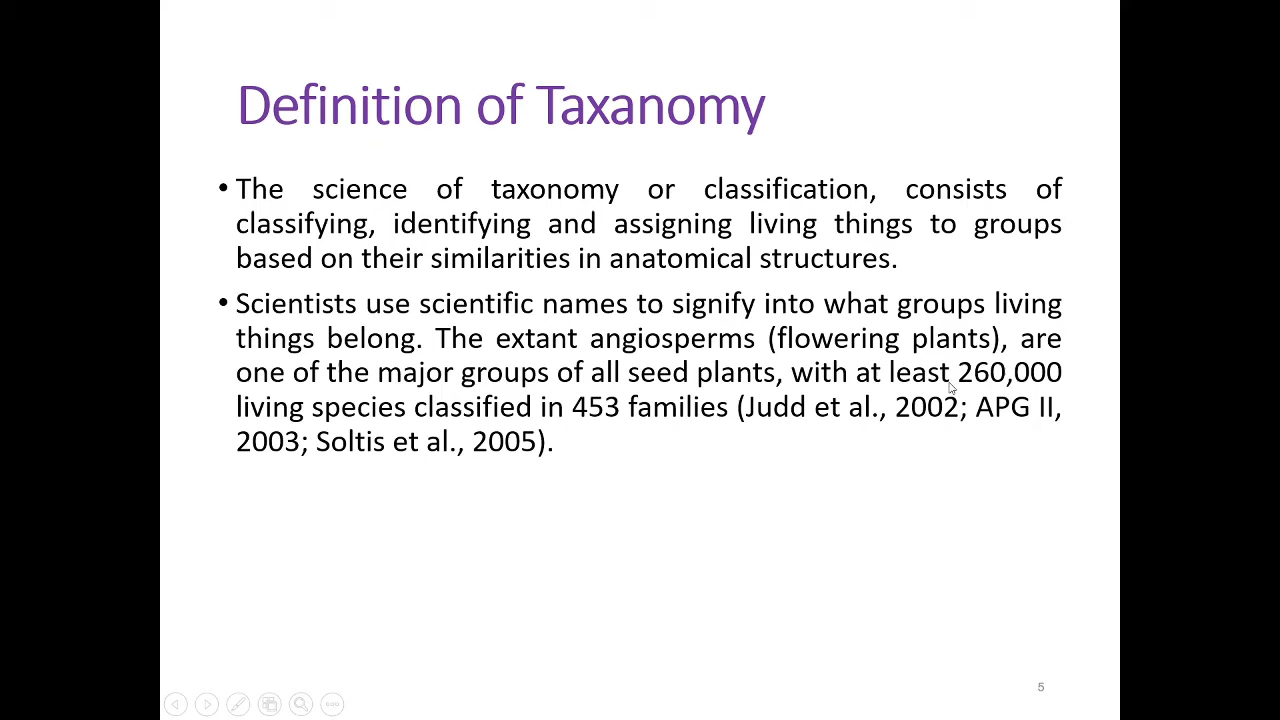 Definition of Taxanomy
• The science of taxonomy or classification, consists of
classifying, identifying and assigning living things to groups
based on their similarities in anatomical structures.
• Scientists use scientific names to signify into what groups living
things belong. The extant angiosperms (flowering plants), are
one of the major groups of all seed plants, with at least 260,000
living species classified in 453 families (Judd et al., 2002; APG II,
2003; Soltis et al., 2005).
5